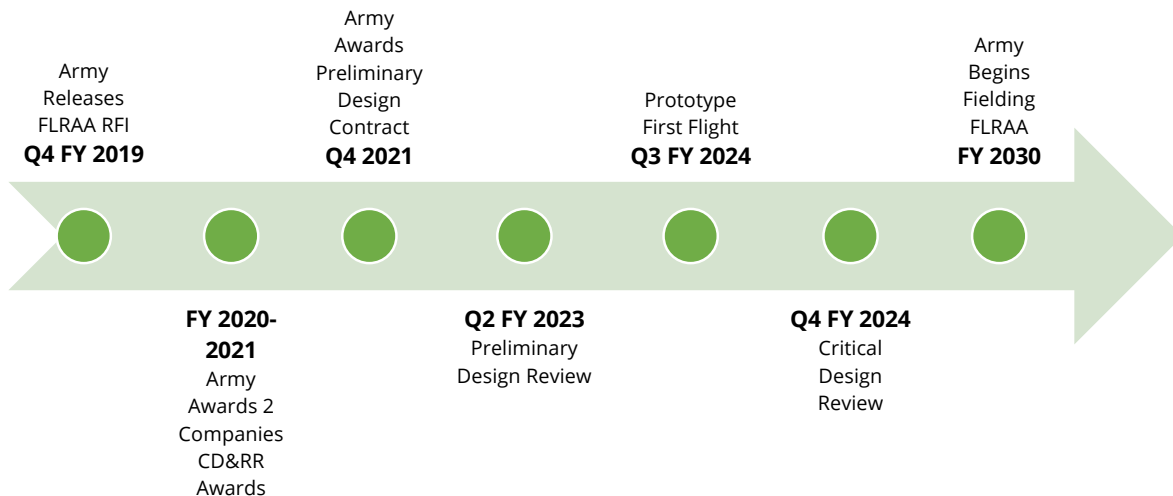 Army
Releases
FLRAA RFI
Q4 FY 2019
FY 2020-
2021
Army
Awards 2
Companies
CD&RR
Awards
Army
Awards
Preliminary
Design
Contract
Q4 2021
Q2 FY 2023
Preliminary
Design Review
Prototype
First Flight
Q3 FY 2024
Q4 FY 2024
Critical
Design
Review
Army
Begins
Fielding
FLRAA
FY 2030